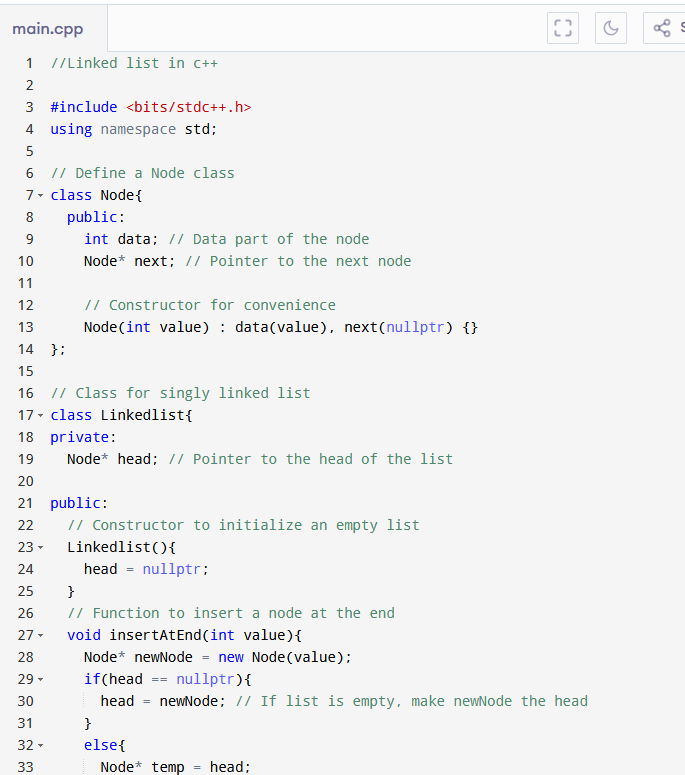 main.cpp
1 //Linked list in c++
2
3 #include <bits/stdc++.h>
4 using namespace std;
5
6 // Define a Node class
7 class Node{
8   public:
9     int data; // Data part of the node
10     Node* next; // Pointer to the next node
11
12     // Constructor for convenience
13     Node(int value) : data(value), next(nullptr) {}
14 };
15
16 // Class for singly linked list
17 class Linkedlist{
18 private:
19   Node* head; // Pointer to the head of the list
20
21 public:
22   // Constructor to initialize an empty list
23   Linkedlist(){
24     head = nullptr;
25   }
26   // Function to insert a node at the end
27   void insertAtEnd(int value){
28     Node* newNode = new Node(value);
29     if(head == nullptr){
30       head = newNode; // If list is empty, make newNode the head
31     }
32     else{
33       Node* temp = head;